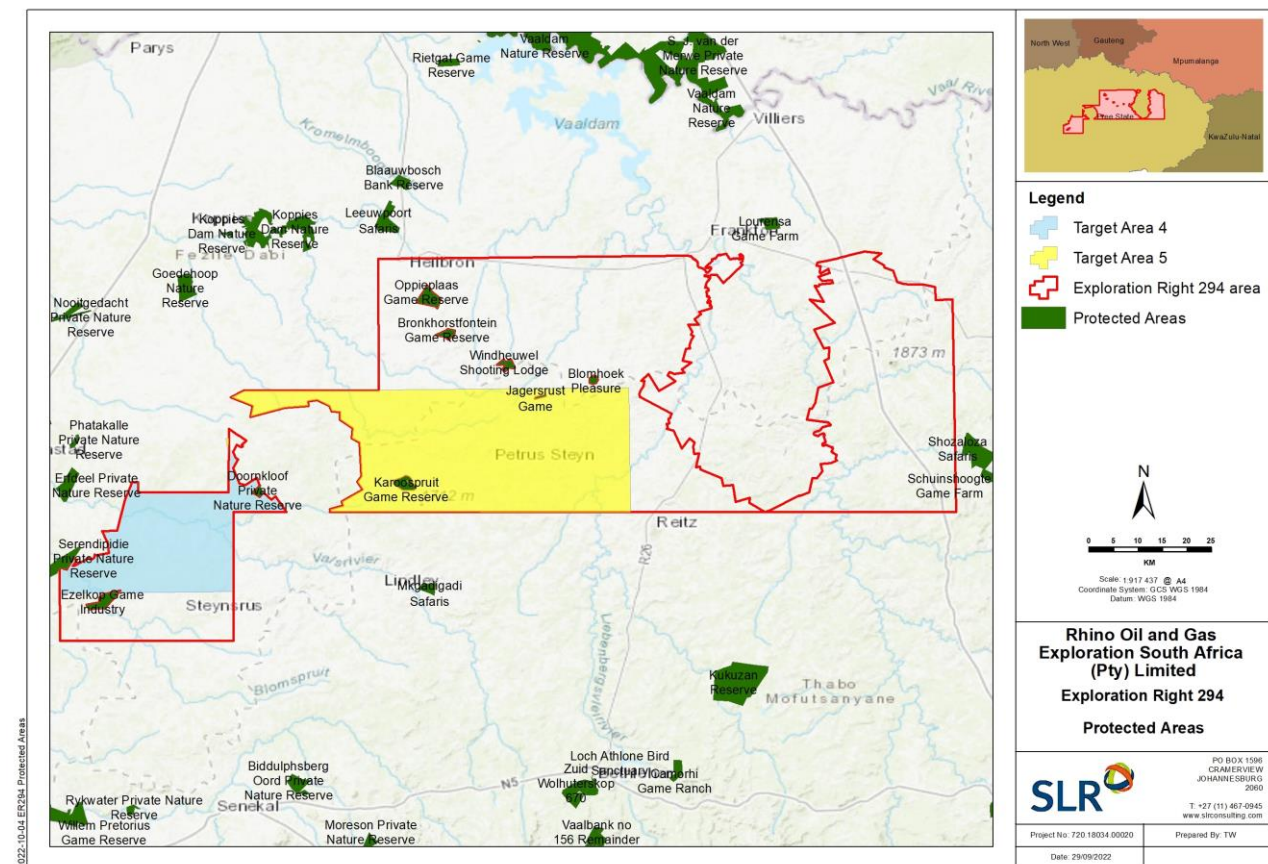 Parys
Vaaldam
Nature Reserve
S. J. van der
Merwe Private
Nature Reserve
Rietgat Game
Reserve
Vaaldam
Nature
Reserve
Villiers
Vaaldam
Blaauwbosch
Bank Reserve
Leeuwpoort
Safaris
Koppies
Dam Nature
Reserve
Koppies
Dam Nature
Reserve
Fezile Dabi
Lourensa
Game Farm
Heilbron
Goedehoop
Nature
Reserve
Oppieplaas
Game Reserve
Nooitgedacht
Private Nature
Reserve
Bronkhorstfontein
Game Reserve
Windheuwel
Shooting Lodge
1873 m
Blomhoek
Pleasure
Jagersrust
Game
Phatakalle
Private Nature
Reserve
Petrus Steyn
Shozaloza
Safaris
Erfdeel Private
Nature Reserve
Doornkloof
Private
Nature Reserve
Karoospruit
Game Reserve
Schuinshoogte
Game Farm
Reitz
R26
Serendipidie
Private Nature
Reserve
Valsrivier
Lindley
Mkgadigadi
Safaris
Ezelkop Game
Industry
Steynsrus
Liebenbergsvleirivier
Blomspruit
Kukuzan
Reserve
Thabo
Mofutsanyane
Biddulphsberg
Oord Private
Nature Reserve
Loch Athlone Bird
Sanctuary
Zuid
Wolhuterskop
670
Game Ranch
N5
Rykwater Private Nature
Reserve
Senekal
Willem Pretorius
Game Reserve
Moreson Private
Nature Reserve
Vaalbank no
156 Remainder
022-10-04 ER294 Protected Areas
North West
Gauteng
Mpumalanga
Free State
KwaZulu-Natal
Legend
Target Area 4
Target Area 5
Exploration Right 294 area
Protected Areas
N
0 5 10 15 20 25
KM
Scale: 1:917 437 @ A4
Coordinate System: GCS WGS 1984
Datum: WGS 1984
Rhino Oil and Gas
Exploration South Africa
(Pty) Limited
Exploration Right 294
Protected Areas
SLR
PO BOX 1596
CRAMERVIEW
JOHANNESBURG
2060
T: +27 (11) 467-0945
www.slrconsulting.com
Project No: 720.18034.00020
Prepared By: TW
Date: 29/09/2022